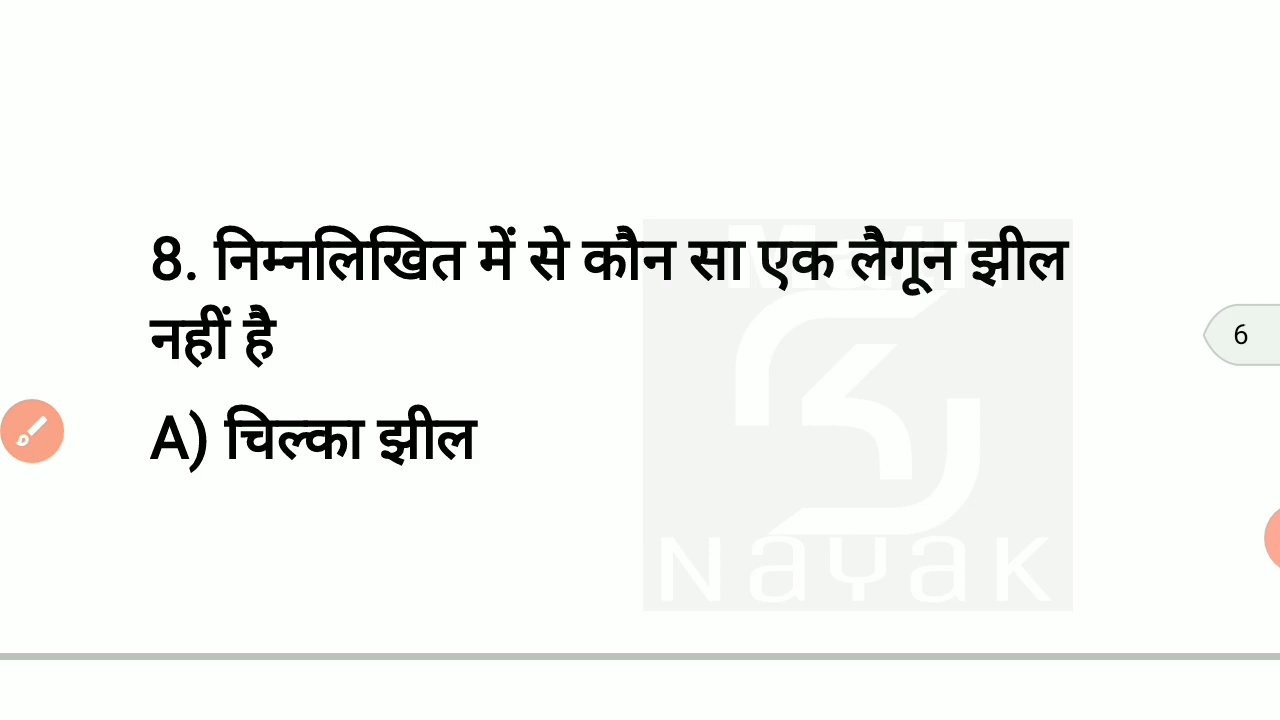 8. निम्नलिखित में से कौन सा एक लैगून झील
नहीं है
6
A) चिल्का झील
NAYAK